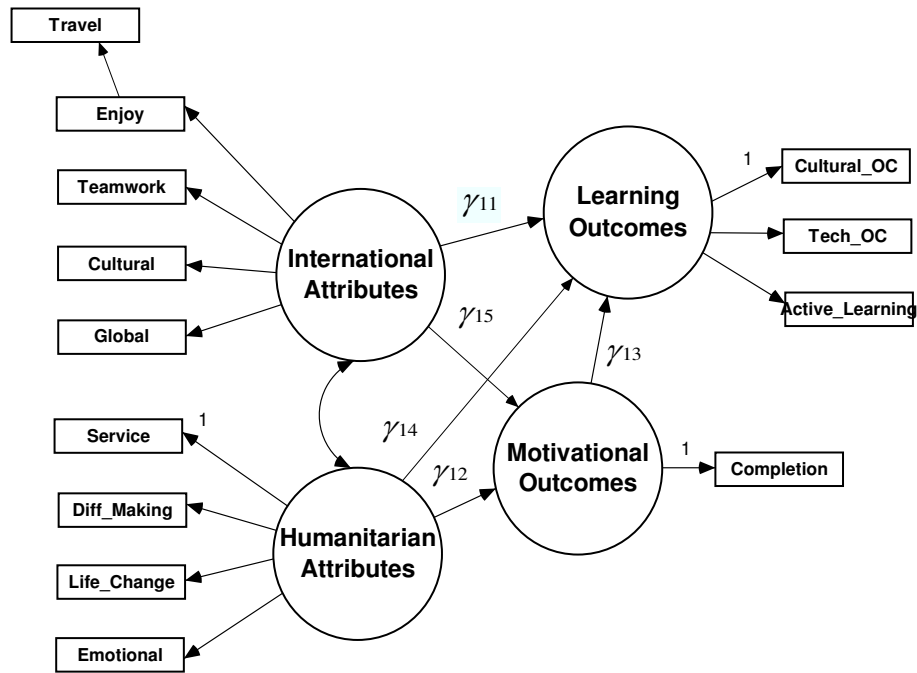 Travel
Enjoy
Teamwork
Cultural
Global
Service
1
Diff_Making
Life_Change
Emotional
International
Attributes
Humanitarian
Attributes
γ11
γ15
γ14
γ12
γ13
Learning
Outcomes
Motivational
Outcomes
1
Cultural_OC
Tech_OC
Active_Learning
1
Completion